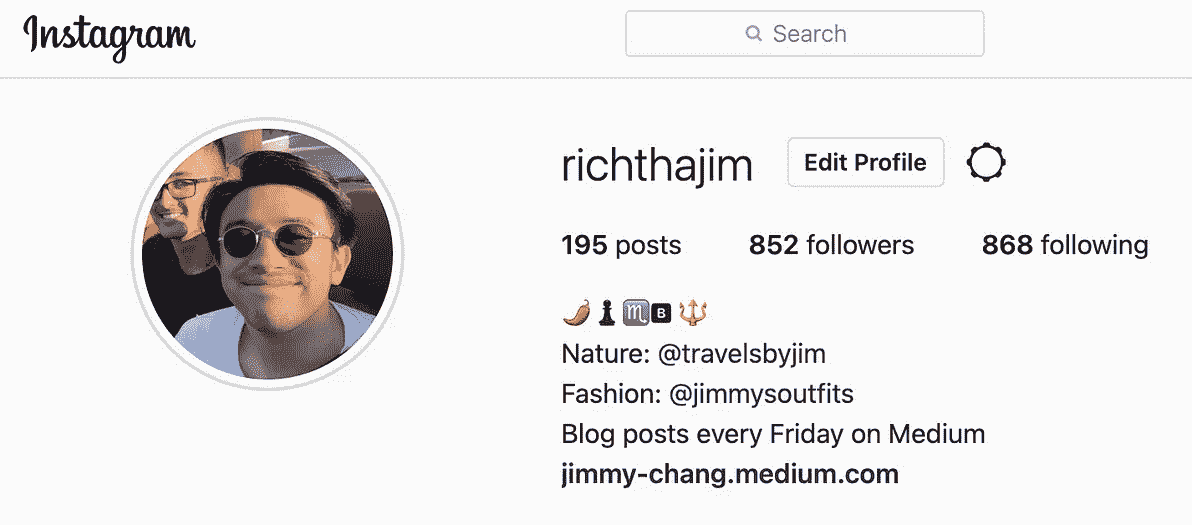 Instagram
Search
richthajim Edit Profile
195 posts 852 followers 868 following
🌶️♟️♏🅱️🔱
Nature: @travelsbyjim
Fashion: @jimmysoutfits
Blog posts every Friday on Medium
jimmy-chang.medium.com